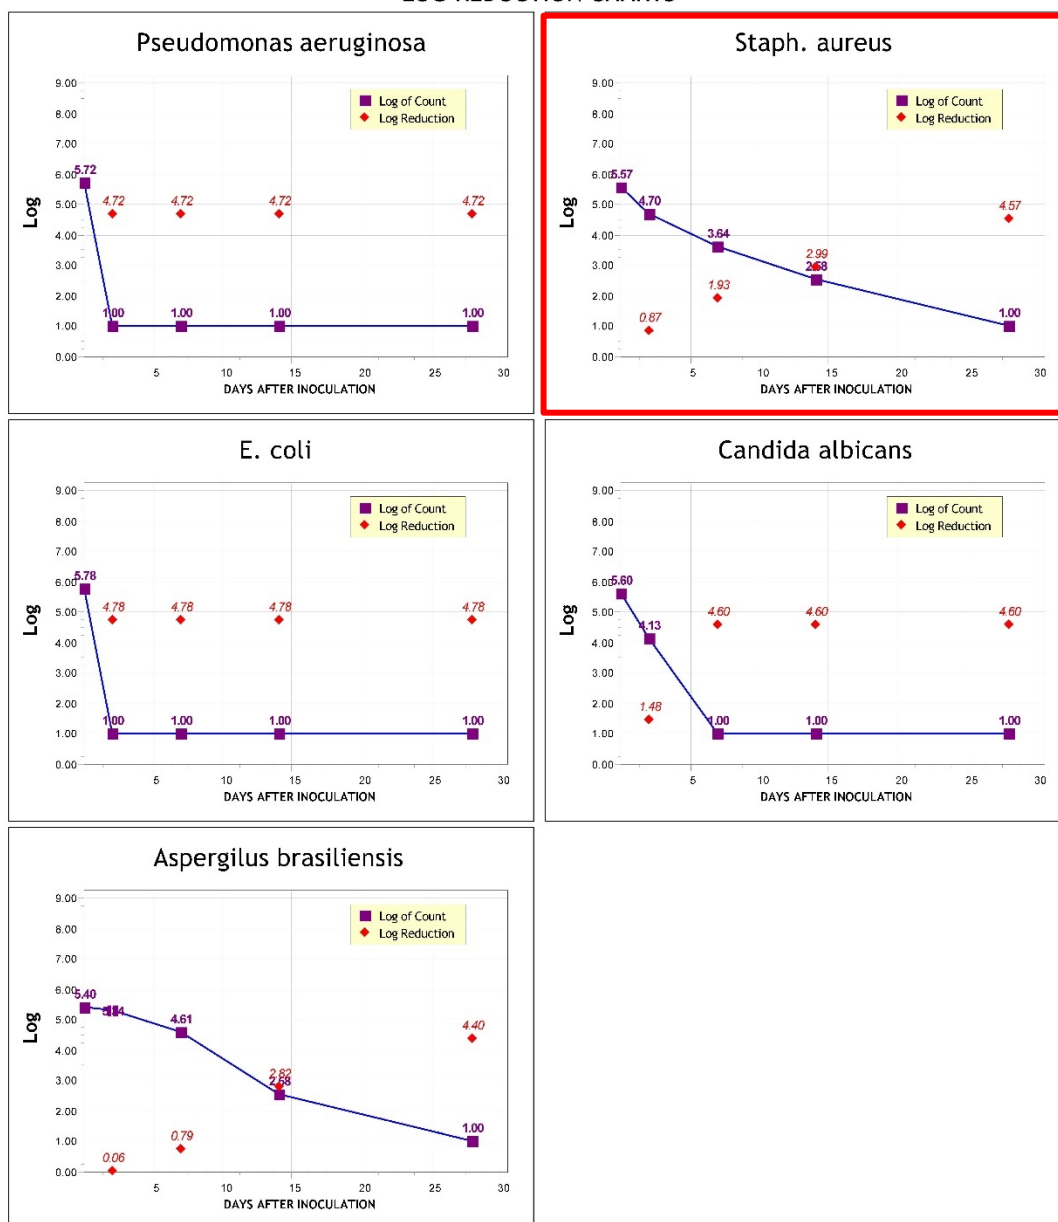 LOG REDUCTION CHARTS
Pseudomonas aeruginosa
9.00
8.00
7.00
6.00
5.00
4.00
3.00
2.00
1.00
0.00
Log
Log of Count
Log Reduction
5.72
4.72 4.72 4.72 4.72
1.00 1.00 1.00 1.00
5 10 15 20 25 30
DAYS AFTER INOCULATION
Staph. aureus
9.00
8.00
7.00
6.00
5.00
4.00
3.00
2.00
1.00
0.00
Log
Log of Count
Log Reduction
5.57
4.70
4.57
3.64
2.99
2.58
1.93
0.87
1.00
5 10 15 20 25 30
DAYS AFTER INOCULATION
E. coli
9.00
8.00
7.00
6.00
5.00
4.00
3.00
2.00
1.00
0.00
Log
Log of Count
Log Reduction
5.78
4.78 4.78 4.78 4.78
1.00 1.00 1.00 1.00
5 10 15 20 25 30
DAYS AFTER INOCULATION
Candida albicans
9.00
8.00
7.00
6.00
5.00
4.00
3.00
2.00
1.00
0.00
Log
Log of Count
Log Reduction
5.60
4.60 4.60 4.60
4.13
1.48
1.00 1.00 1.00
5 10 15 20 25 30
DAYS AFTER INOCULATION
Aspergilus brasiliensis
9.00
8.00
7.00
6.00
5.00
4.00
3.00
2.00
1.00
0.00
Log
Log of Count
Log Reduction
5.40
5.34
4.61
4.40
2.82
2.58
1.00
0.79
0.06
5 10 15 20 25 30
DAYS AFTER INOCULATION